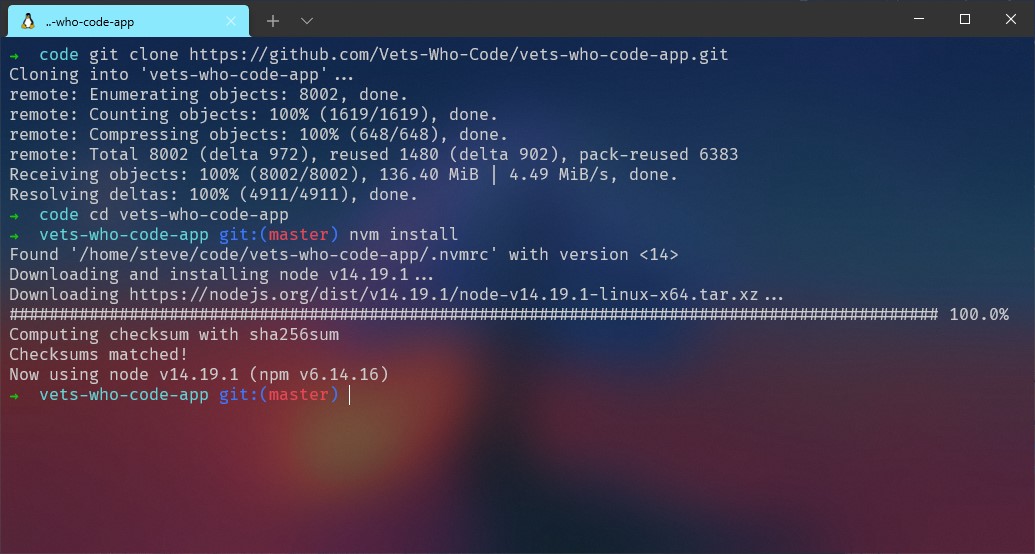 ..-who-code-app
→ code git clone https://github.com/Vets-Who-Code/vets-who-code-app.git
Cloning into 'vets-who-code-app'...
remote: Enumerating objects: 8002, done.
remote: Counting objects: 100% (1619/1619), done.
remote: Compressing objects: 100% (648/648), done.
remote: Total 8002 (delta 972), reused 1480 (delta 902), pack-reused 6383
Receiving objects: 100% (8002/8002), 136.40 MiB | 4.49 MiB/s, done.
Resolving deltas: 100% (4911/4911), done.
→ code cd vets-who-code-app
→ vets-who-code-app git:(master) nvm install
Found '/home/steve/code/vets-who-code-app/.nvmrc' with version <14>
Downloading and installing node v14.19.1...
Downloading https://nodejs.org/dist/v14.19.1/node-v14.19.1-linux-x64.tar.xz...
############################################################################################# 100.0%
Computing checksum with sha256sum
Checksums matched!
Now using node v14.19.1 (npm v6.14.16)
→ vets-who-code-app git:(master)